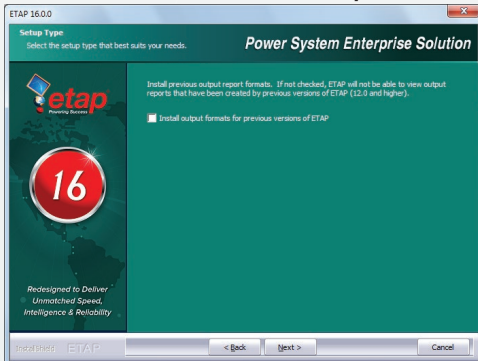 ETAP 16.0.0
Setup Type
Select the setup type that best suits your needs.
Power System Enterprise Solution
etap
Powering Success
Install previous output report formats. If not checked, ETAP will not be able to view output
reports that have been created by previous versions of ETAP (12.0 and higher).
Install output formats for previous versions of ETAP
16
Redesigned to Deliver
Unmatched Speed,
Intelligence & Reliability
InstallShield ETAP
< Back
Next >
Cancel